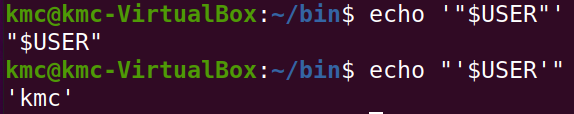 kmc@kmc-VirtualBox:~/bin$ echo '"$USER"'
"$USER"
kmc@kmc-VirtualBox:~/bin$ echo "'$USER'"
'kmc'